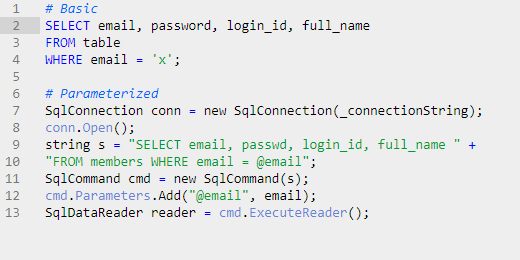 1 # Basic
2 SELECT email, password, login_id, full_name
3 FROM table
4 WHERE email = 'x';
5
6 # Parameterized
7 SqlConnection conn = new SqlConnection(_connectionString);
8 conn.Open();
9 string s = "SELECT email, passwd, login_id, full_name " +
10 "FROM members WHERE email = @email";
11 SqlCommand cmd = new SqlCommand(s);
12 cmd.Parameters.Add("@email", email);
13 SqlDataReader reader = cmd.ExecuteReader();